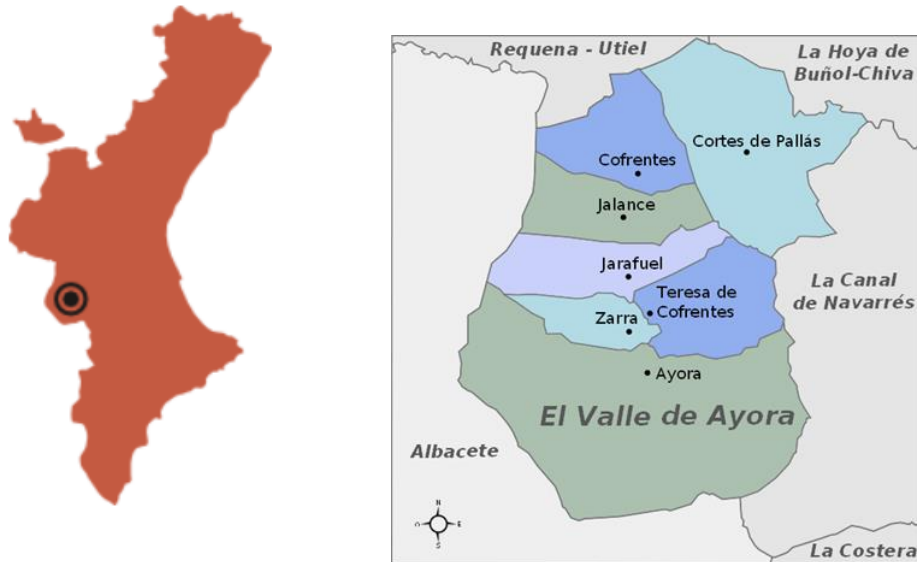 Requena - Utiel
La Hoya de
Buñol-Chiva
Cortes de Pallás
Cofrentes
Jalance
Jarafuel
La Canal
de Navarrés
Teresa de
Cofrentes
Zarra
Ayora
El Valle de Ayora
Albacete
N
O
E
S
La Costera